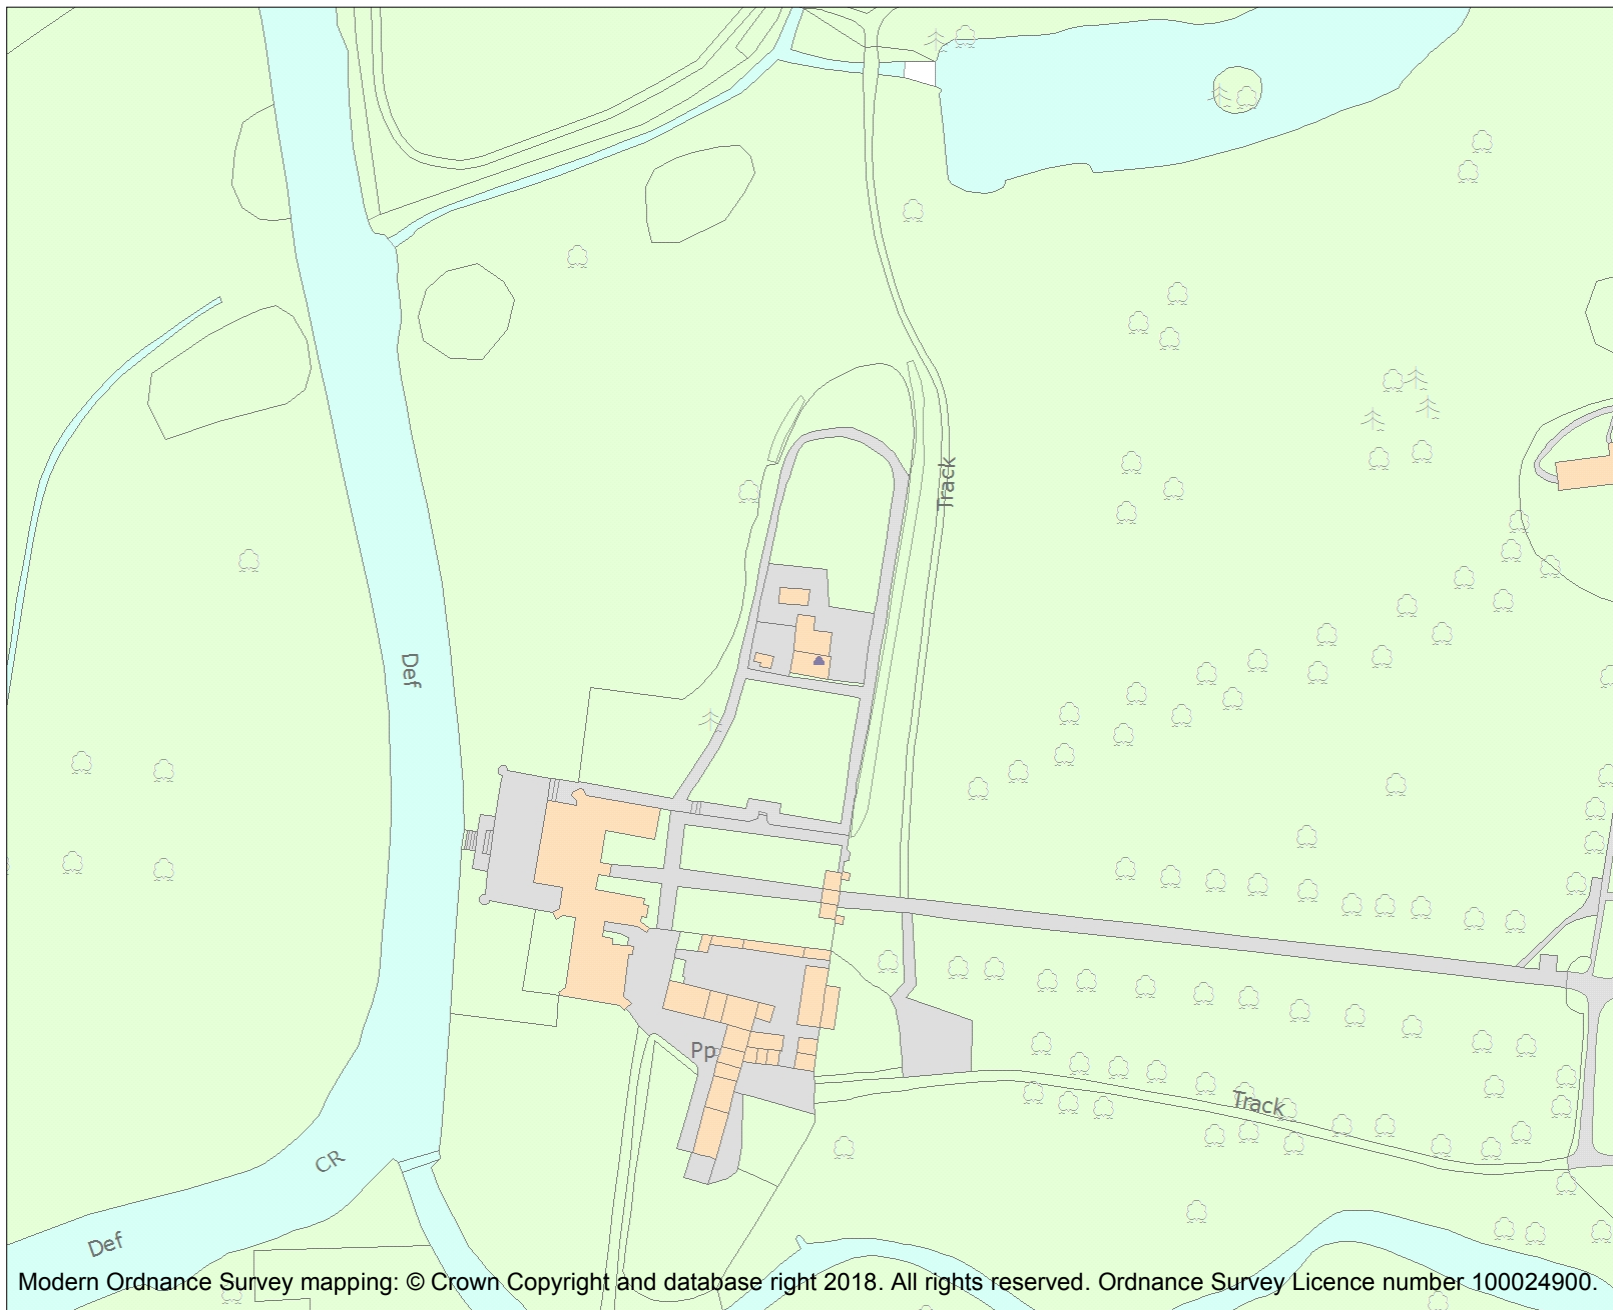 Track
Def
Pp
Track
CR
Def
Modern Ordnance Survey mapping: © Crown Copyright and database right 2018. All rights reserved. Ordnance Survey Licence number 100024900.